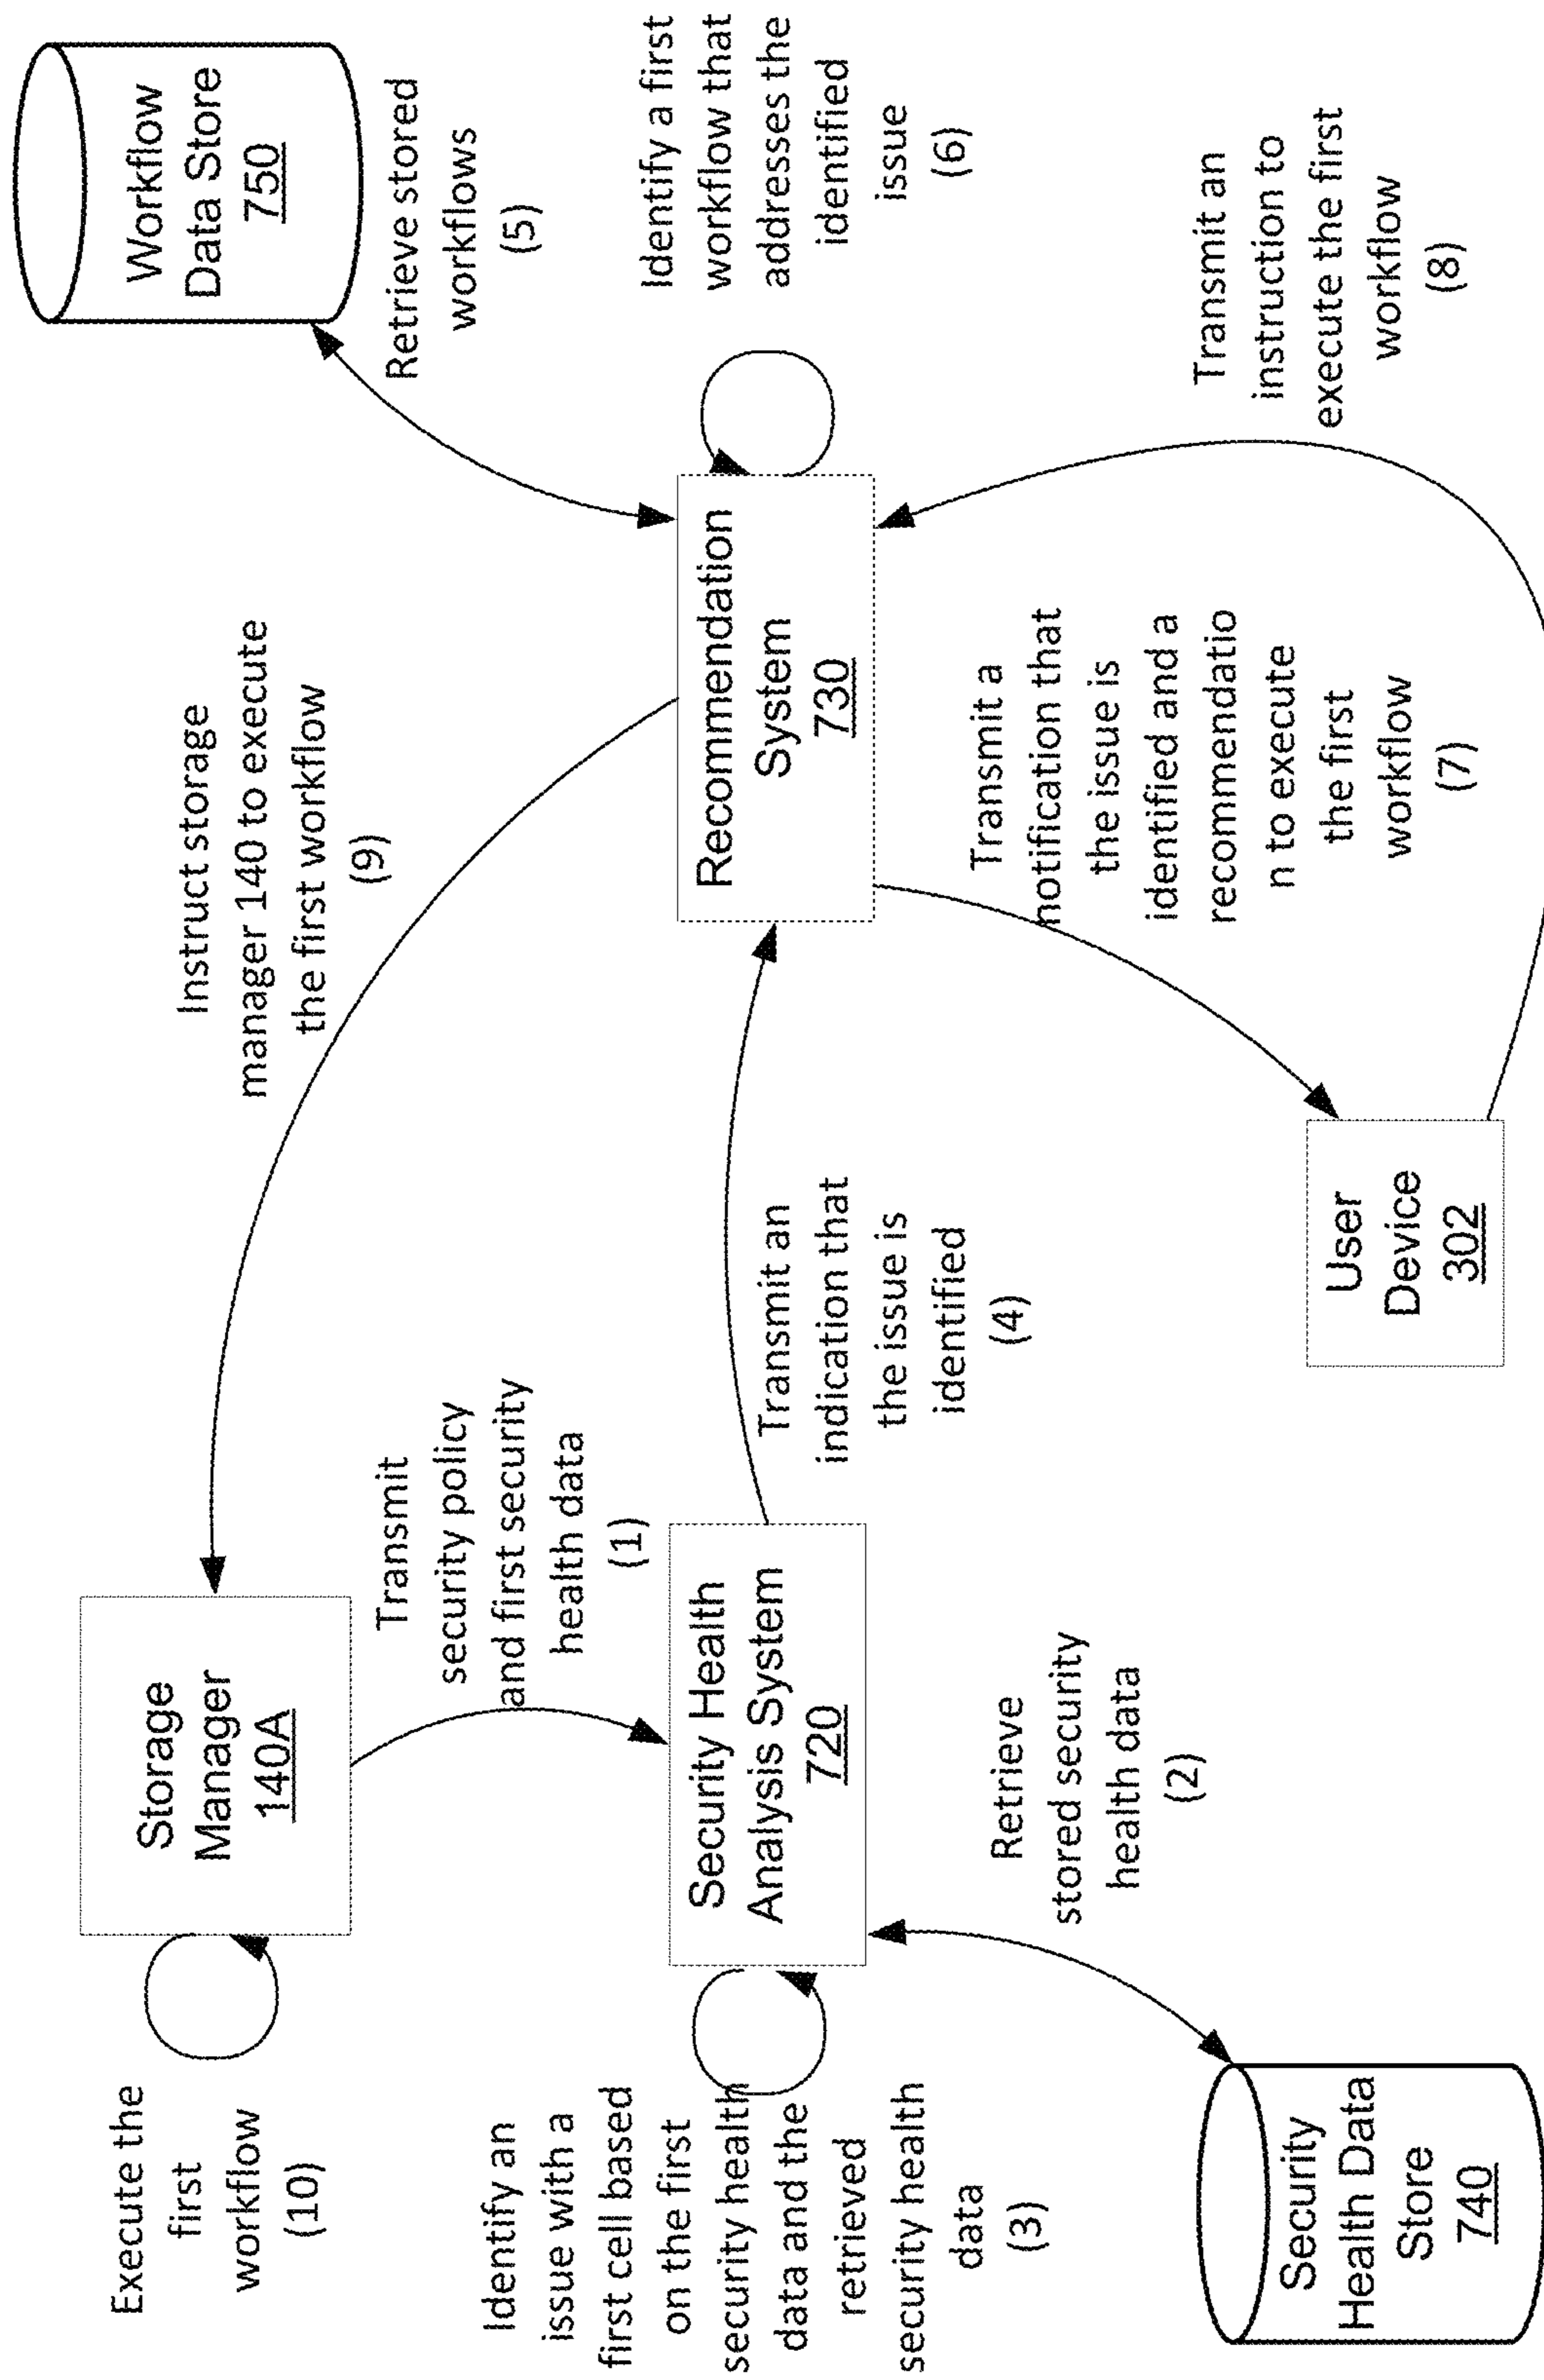 Execute the
first
workflow
(10)
Storage
Manager
140A
Instruct storage
manager 140 to execute
the first workflow
(9)
Workflow
Data Store
750
Retrieve stored
workflows
(5)
Transmit
security policy
and first security
health data
(1)
Identify an
issue with a
first cell based
on the first
security health
data and the
retrieved
security health
data
(3)
Security Health
Analysis System
720
Transmit an
indication that
the issue is
identified
(4)
Recommendation
System
730
Identify a first
workflow that
addresses the
identified
issue
(6)
Retrieve
stored security
health data
(2)
Transmit a
notification that
the issue is
identified and a
recommendatio
n to execute
the first
workflow
(7)
Transmit an
instruction to
execute the first
workflow
(8)
Security
Health Data
Store
740
User
Device
302